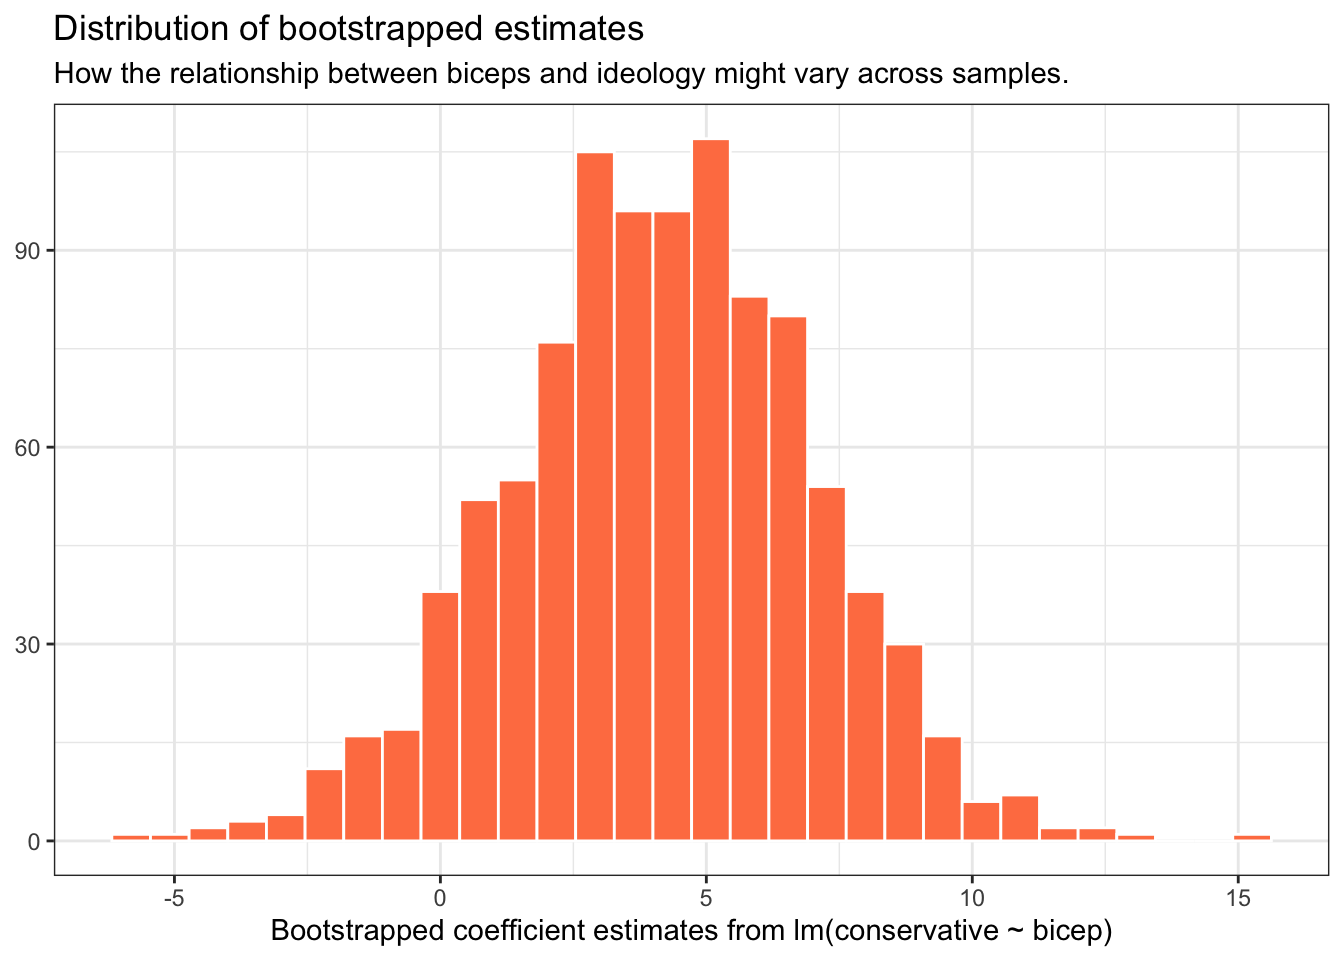 Distribution of bootstrapped estimates
How the relationship between biceps and ideology might vary across samples.
90
60
30
0
-5 0 5 10 15
Bootstrapped coefficient estimates from lm(conservative ~ bicep)